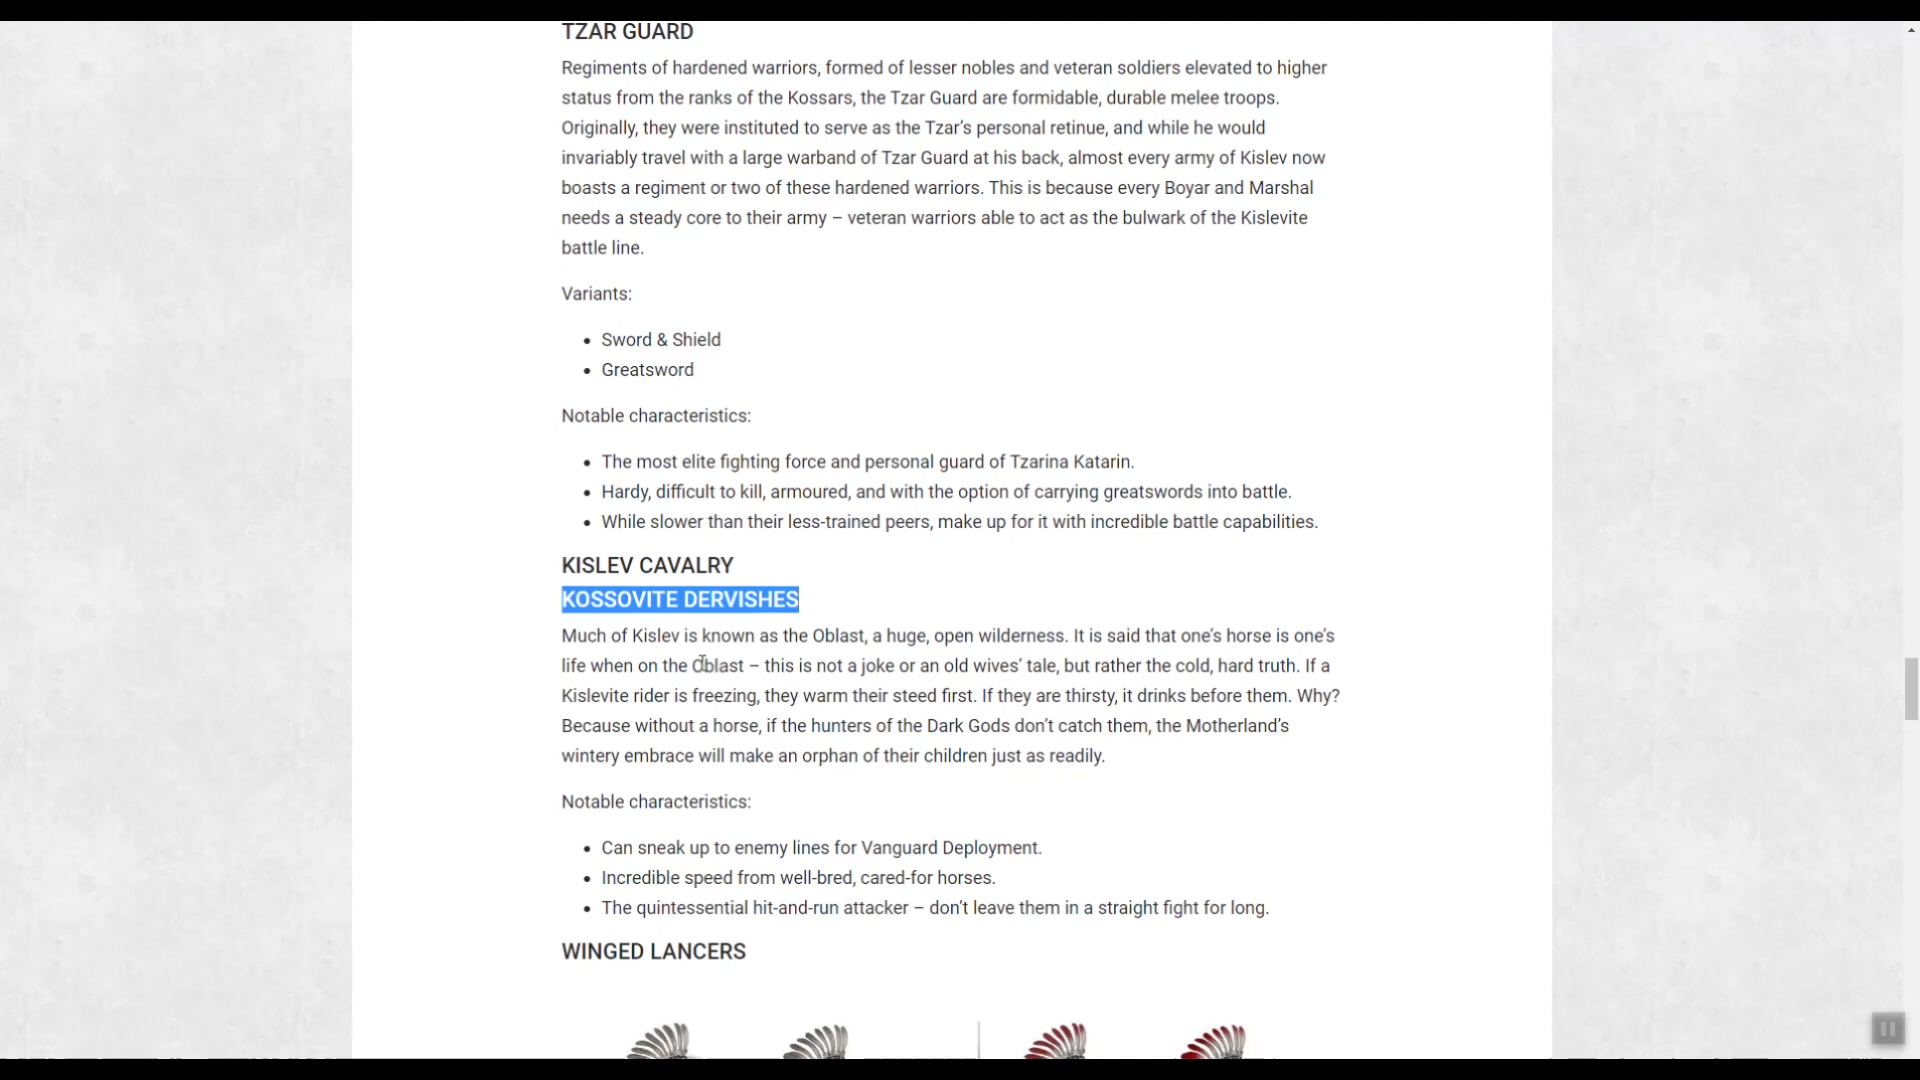 TZAR GUARD
Regiments of hardened warriors, formed of lesser nobles and veteran soldiers elevated to higher
status from the ranks of the Kossars, the Tzar Guard are formidable, durable melee troops.
Originally, they were instituted to serve as the Tzar’s personal retinue, and while he would
invariably travel with a large warband of Tzar Guard at his back, almost every army of Kislev now
boasts a regiment or two of these hardened warriors. This is because every Boyar and Marshal
needs a steady core to their army – veteran warriors able to act as the bulwark of the Kislevite
battle line.
Variants:
• Sword & Shield
• Greatsword
Notable characteristics:
• The most elite fighting force and personal guard of Tzarina Katarin.
• Hardy, difficult to kill, armoured, and with the option of carrying greatswords into battle.
• While slower than their less-trained peers, make up for it with incredible battle capabilities.
KISLEV CAVALRY
KOSSOVITE DERVISHES
Much of Kislev is known as the Oblast, a huge, open wilderness. It is said that one’s horse is one’s
life when on the Oblast – this is not a joke or an old wives’ tale, but rather the cold, hard truth. If a
Kislevite rider is freezing, they warm their steed first. If they are thirsty, it drinks before them. Why?
Because without a horse, if the hunters of the Dark Gods don’t catch them, the Motherland’s
wintery embrace will make an orphan of their children just as readily.
Notable characteristics:
• Can sneak up to enemy lines for Vanguard Deployment.
• Incredible speed from well-bred, cared-for horses.
• The quintessential hit-and-run attacker – don’t leave them in a straight fight for long.
WINGED LANCERS